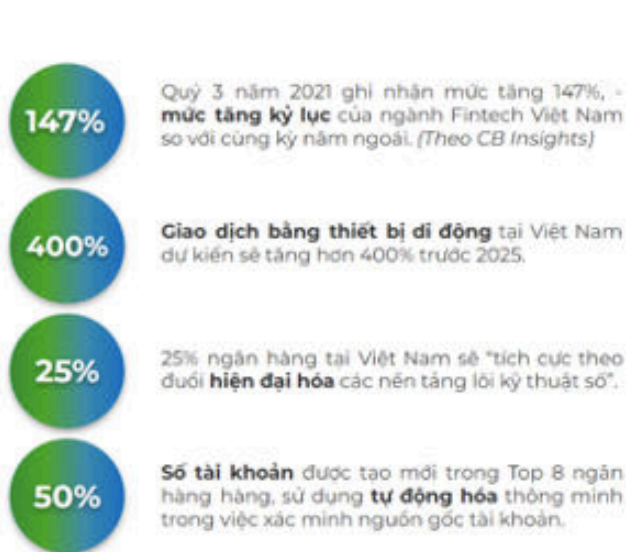 147%
Quý 3 năm 2021 ghi nhận mức tăng 147%, -
mức tăng kỷ lục của ngành Fintech Việt Nam
so với cùng kỳ năm ngoái. (Theo CB Insights)
400%
Giao dịch bằng thiết bị di động tại Việt Nam
dự kiến sẽ tăng hơn 400% trước 2025.
25%
25% ngân hàng tại Việt Nam sẽ "tích cực theo
đuổi hiện đại hóa các nền tảng lõi kỹ thuật số".
50%
Số tài khoản được tạo mới trong Top 8 ngân
hàng hàng, sử dụng tự động hóa thông minh
trong việc xác minh nguồn gốc tài khoản.